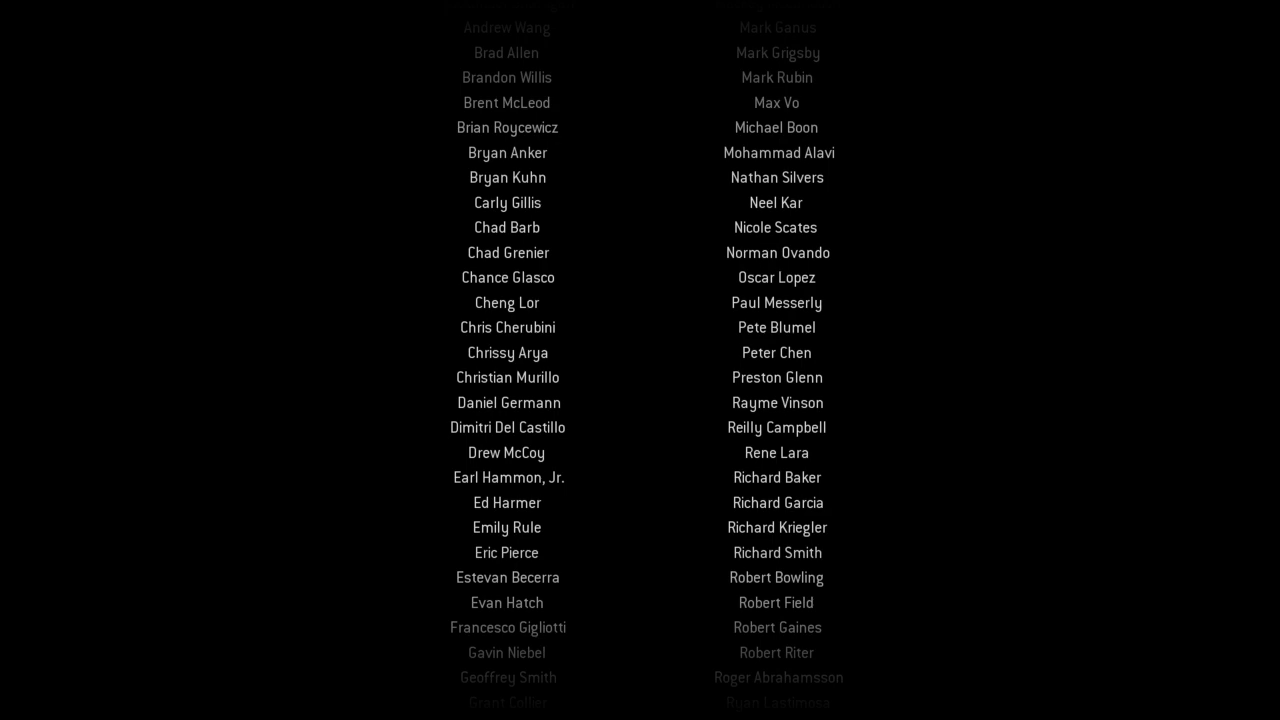 Andrew Wang
Brad Allen
Brandon Willis
Brent McLeod
Brian Roycewicz
Bryan Anker
Bryan Kuhn
Carly Gillis
Chad Barb
Chad Grenier
Chance Glasco
Cheng Lor
Chris Cherubini
Chrissy Arya
Christian Murillo
Daniel Germann
Dimitri Del Castillo
Drew McCoy
Earl Hammon, Jr.
Ed Harmer
Emily Rule
Eric Pierce
Estevan Becerra
Evan Hatch
Francesco Gigliotti
Gavin Niebel
Geoffrey Smith
Grant Collier
Mark Ganus
Mark Grigsby
Mark Rubin
Max Vo
Michael Boon
Mohammad Alavi
Nathan Silvers
Neel Kar
Nicole Scates
Norman Ovando
Oscar Lopez
Paul Messerly
Pete Blumel
Peter Chen
Preston Glenn
Rayme Vinson
Reilly Campbell
Rene Lara
Richard Baker
Richard Garcia
Richard Kriegler
Richard Smith
Robert Bowling
Robert Field
Robert Gaines
Robert Riter
Roger Abrahamsson
Ryan Lastimosa